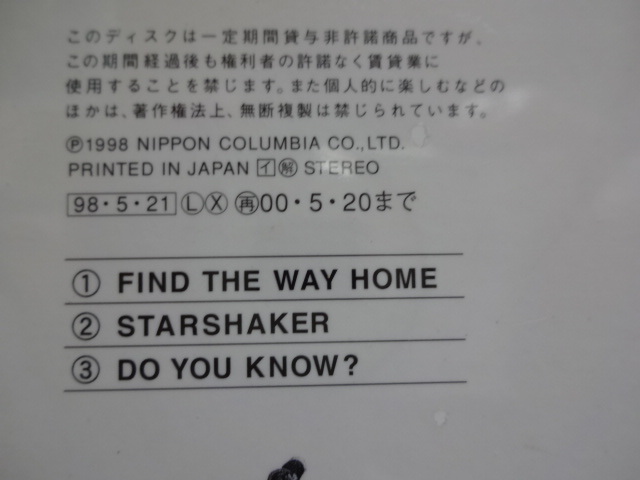 このディスクは一定期間貸与非許諾商品ですが、
この期間経過後も権利者の許諾なく賃貸業に
使用することを禁じます。また個人的に楽しむなどの
ほかは、著作権法上、無断複製は禁じられています。
Ⓟ1998 NIPPON COLUMBIA CO.,LTD.
PRINTED IN JAPAN イ 解 STEREO
98・5・21 Ⓛ Ⓧ 再00・5・20まで
① FIND THE WAY HOME
② STARSHAKER
③ DO YOU KNOW?